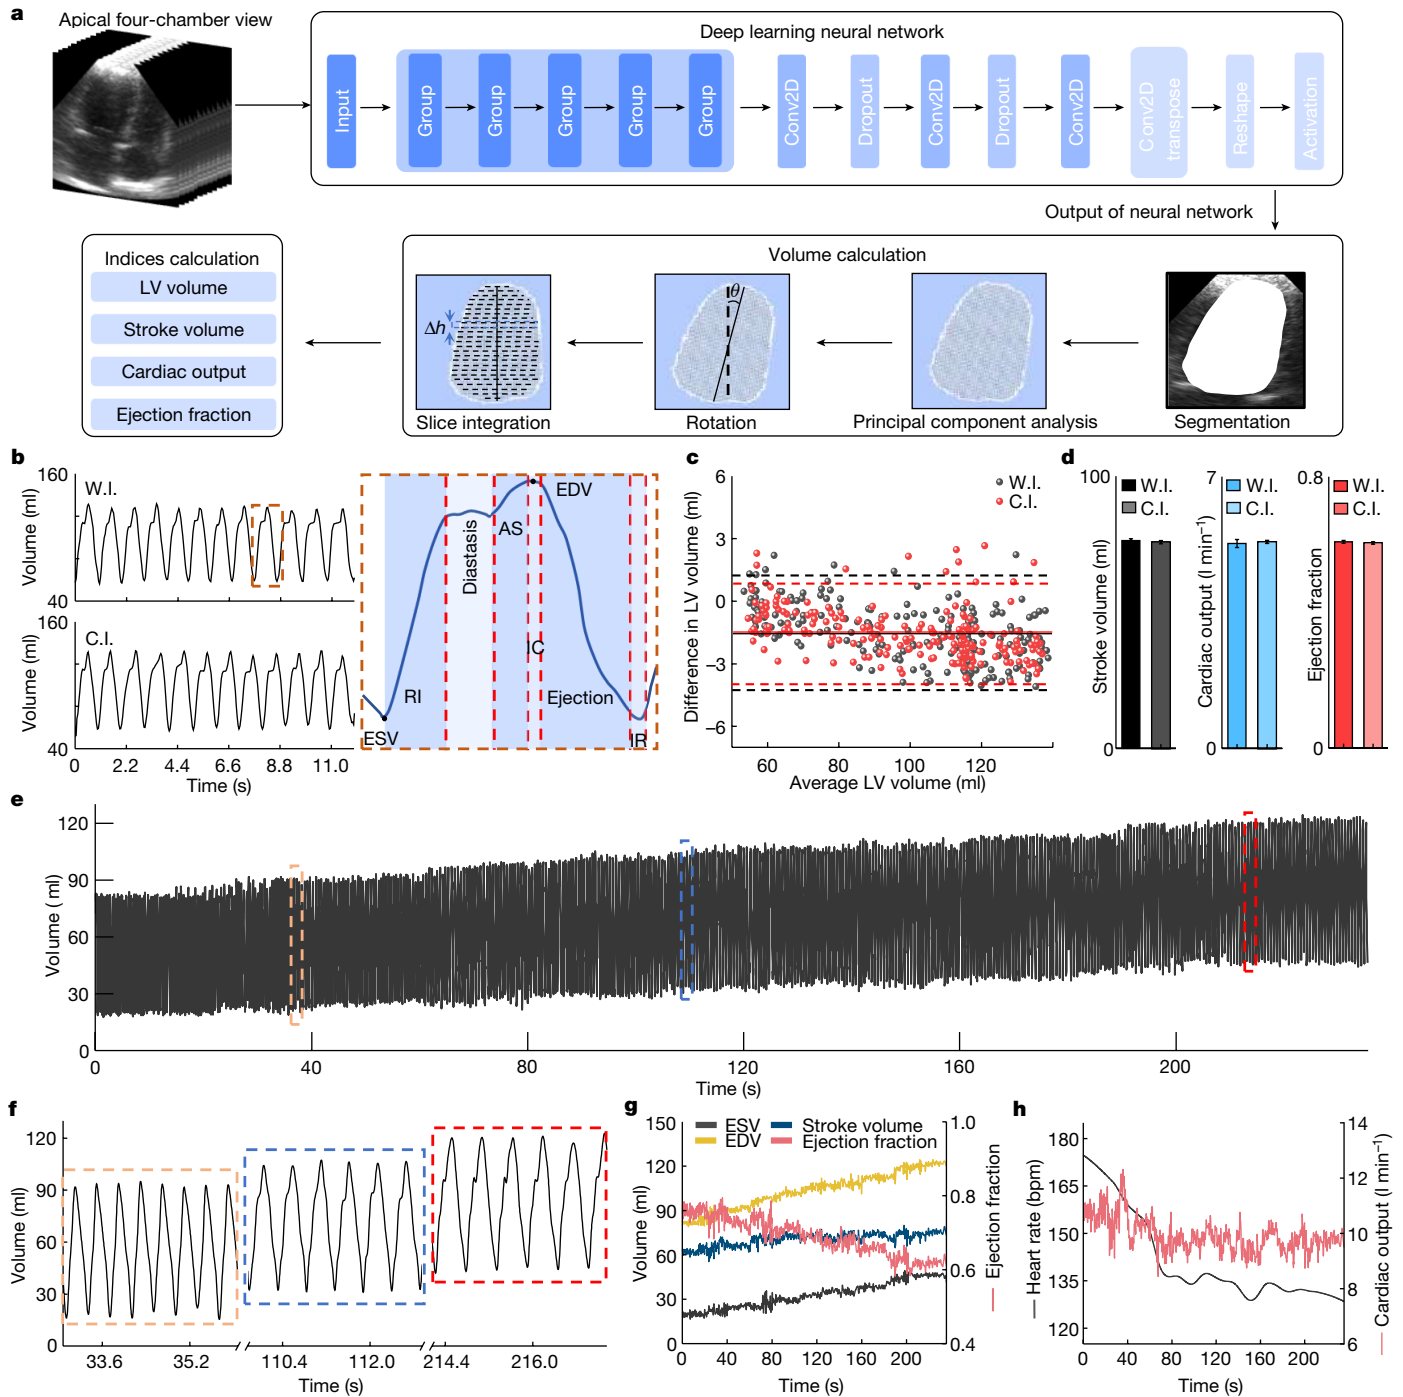 a
Apical four-chamber view
Deep learning neural network
Input
Group
Group
Group
Group
Group
Conv2D
Dropout
Conv2D
Dropout
Conv2D
Conv2D
transpose
Reshape
Activation
Output of neural network
Indices calculation
LV volume
Stroke volume
Cardiac output
Ejection fraction
Volume calculation
Δh
θ
Slice integration
Rotation
Principal component analysis
Segmentation
b
160
W.I.
Volume (ml)
40
160
C.I.
Volume (ml)
40
0 2.2 4.4 6.6 8.8 11.0
Time (s)
ESV
RI
Diastasis
AS
EDV
IC
Ejection
IR
c
6
3
0
−3
−6
Difference in LV volume (ml)
W.I.
C.I.
60 80 100 120
Average LV volume (ml)
d
100
Stroke volume (ml)
0
W.I.
C.I.
7
Cardiac output (l min⁻¹)
0
W.I.
C.I.
0.8
Ejection fraction
0
W.I.
C.I.
e
120
90
60
30
0
Volume ( ml)
0 40 80 120 160 200
Time (s)
f
120
90
60
30
0
Volume (ml)
33.6 35.2 110.4 112.0 214.4 216.0
Time (s)
g
150
120
90
60
30
0
Volume (ml)
ESV
EDV
Stroke volume
Ejection fraction
1.0
0.8
0.6
0.4
Ejection fraction
0 40 80 120 160 200
Time (s)
h
180
165
150
135
120
Heart rate (bpm)
14
12
10
8
6
Cardiac output (l min⁻¹)
0 40 80 120 160 200
Time (s)